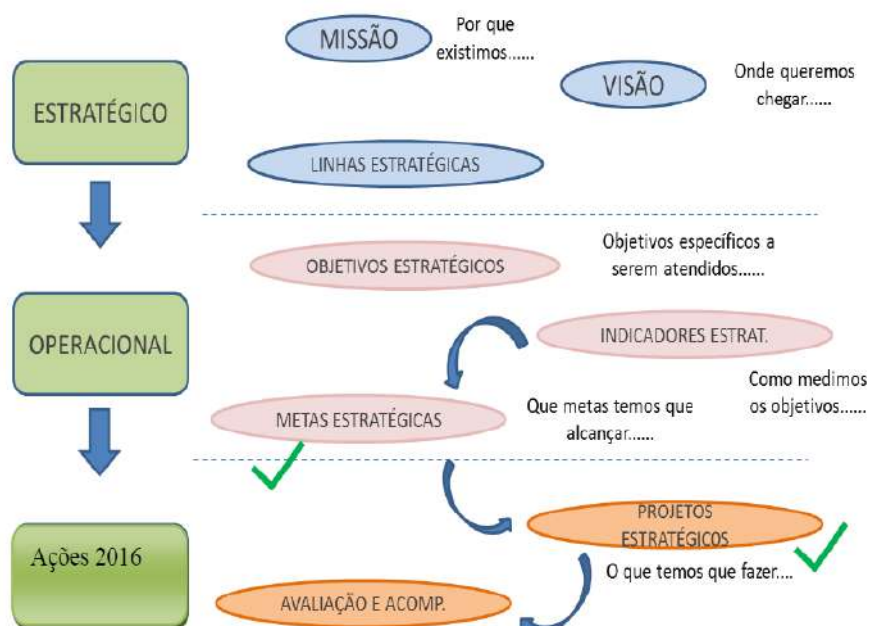 MISSÃO
Por que
existimos......
VISÃO
Onde queremos
chegar......
ESTRATÉGICO
LINHAS ESTRATÉGICAS
OBJETIVOS ESTRATÉGICOS
Objetivos específicos a
serem atendidos......
OPERACIONAL
INDICADORES ESTRAT.
Como medimos
os objetivos......
METAS ESTRATÉGICAS
Que metas temos que
alcançar......
Ações 2016
PROJETOS
ESTRATÉGICOS
O que temos que fazer....
AVALIAÇÃO E ACOMP.